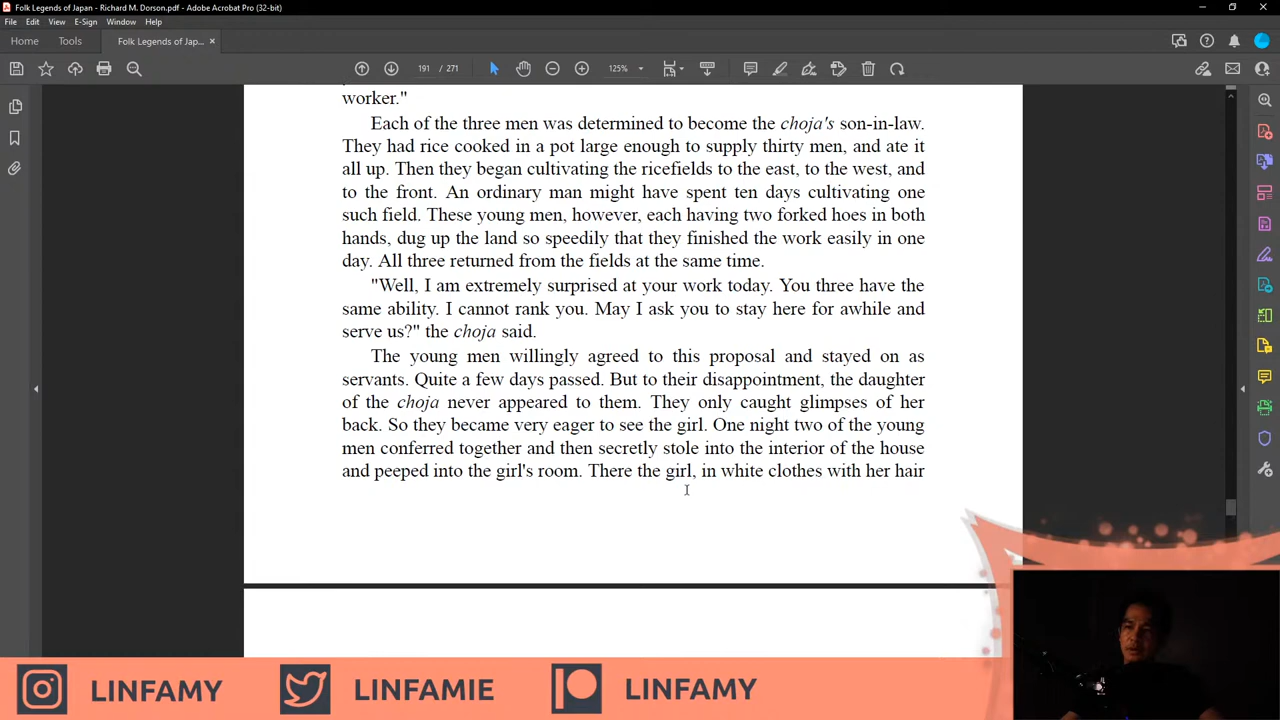 Folk Legends of Japan - Richard M. Dorson.pdf - Adobe Acrobat Pro (32-bit)
File Edit View E-Sign Window Help
Home Tools Folk Legends of Jap... ×
191 / 271 125%
worker."
Each of the three men was determined to become the choja's son-in-law.
They had rice cooked in a pot large enough to supply thirty men, and ate it
all up. Then they began cultivating the ricefields to the east, to the west, and
to the front. An ordinary man might have spent ten days cultivating one
such field. These young men, however, each having two forked hoes in both
hands, dug up the land so speedily that they finished the work easily in one
day. All three returned from the fields at the same time.
"Well, I am extremely surprised at your work today. You three have the
same ability. I cannot rank you. May I ask you to stay here for awhile and
serve us?" the choja said.
The young men willingly agreed to this proposal and stayed on as
servants. Quite a few days passed. But to their disappointment, the daughter
of the choja never appeared to them. They only caught glimpses of her
back. So they became very eager to see the girl. One night two of the young
men conferred together and then secretly stole into the interior of the house
and peeped into the girl's room. There the girl, in white clothes with her hair
LINFAMY LINFAMIE LINFAMY